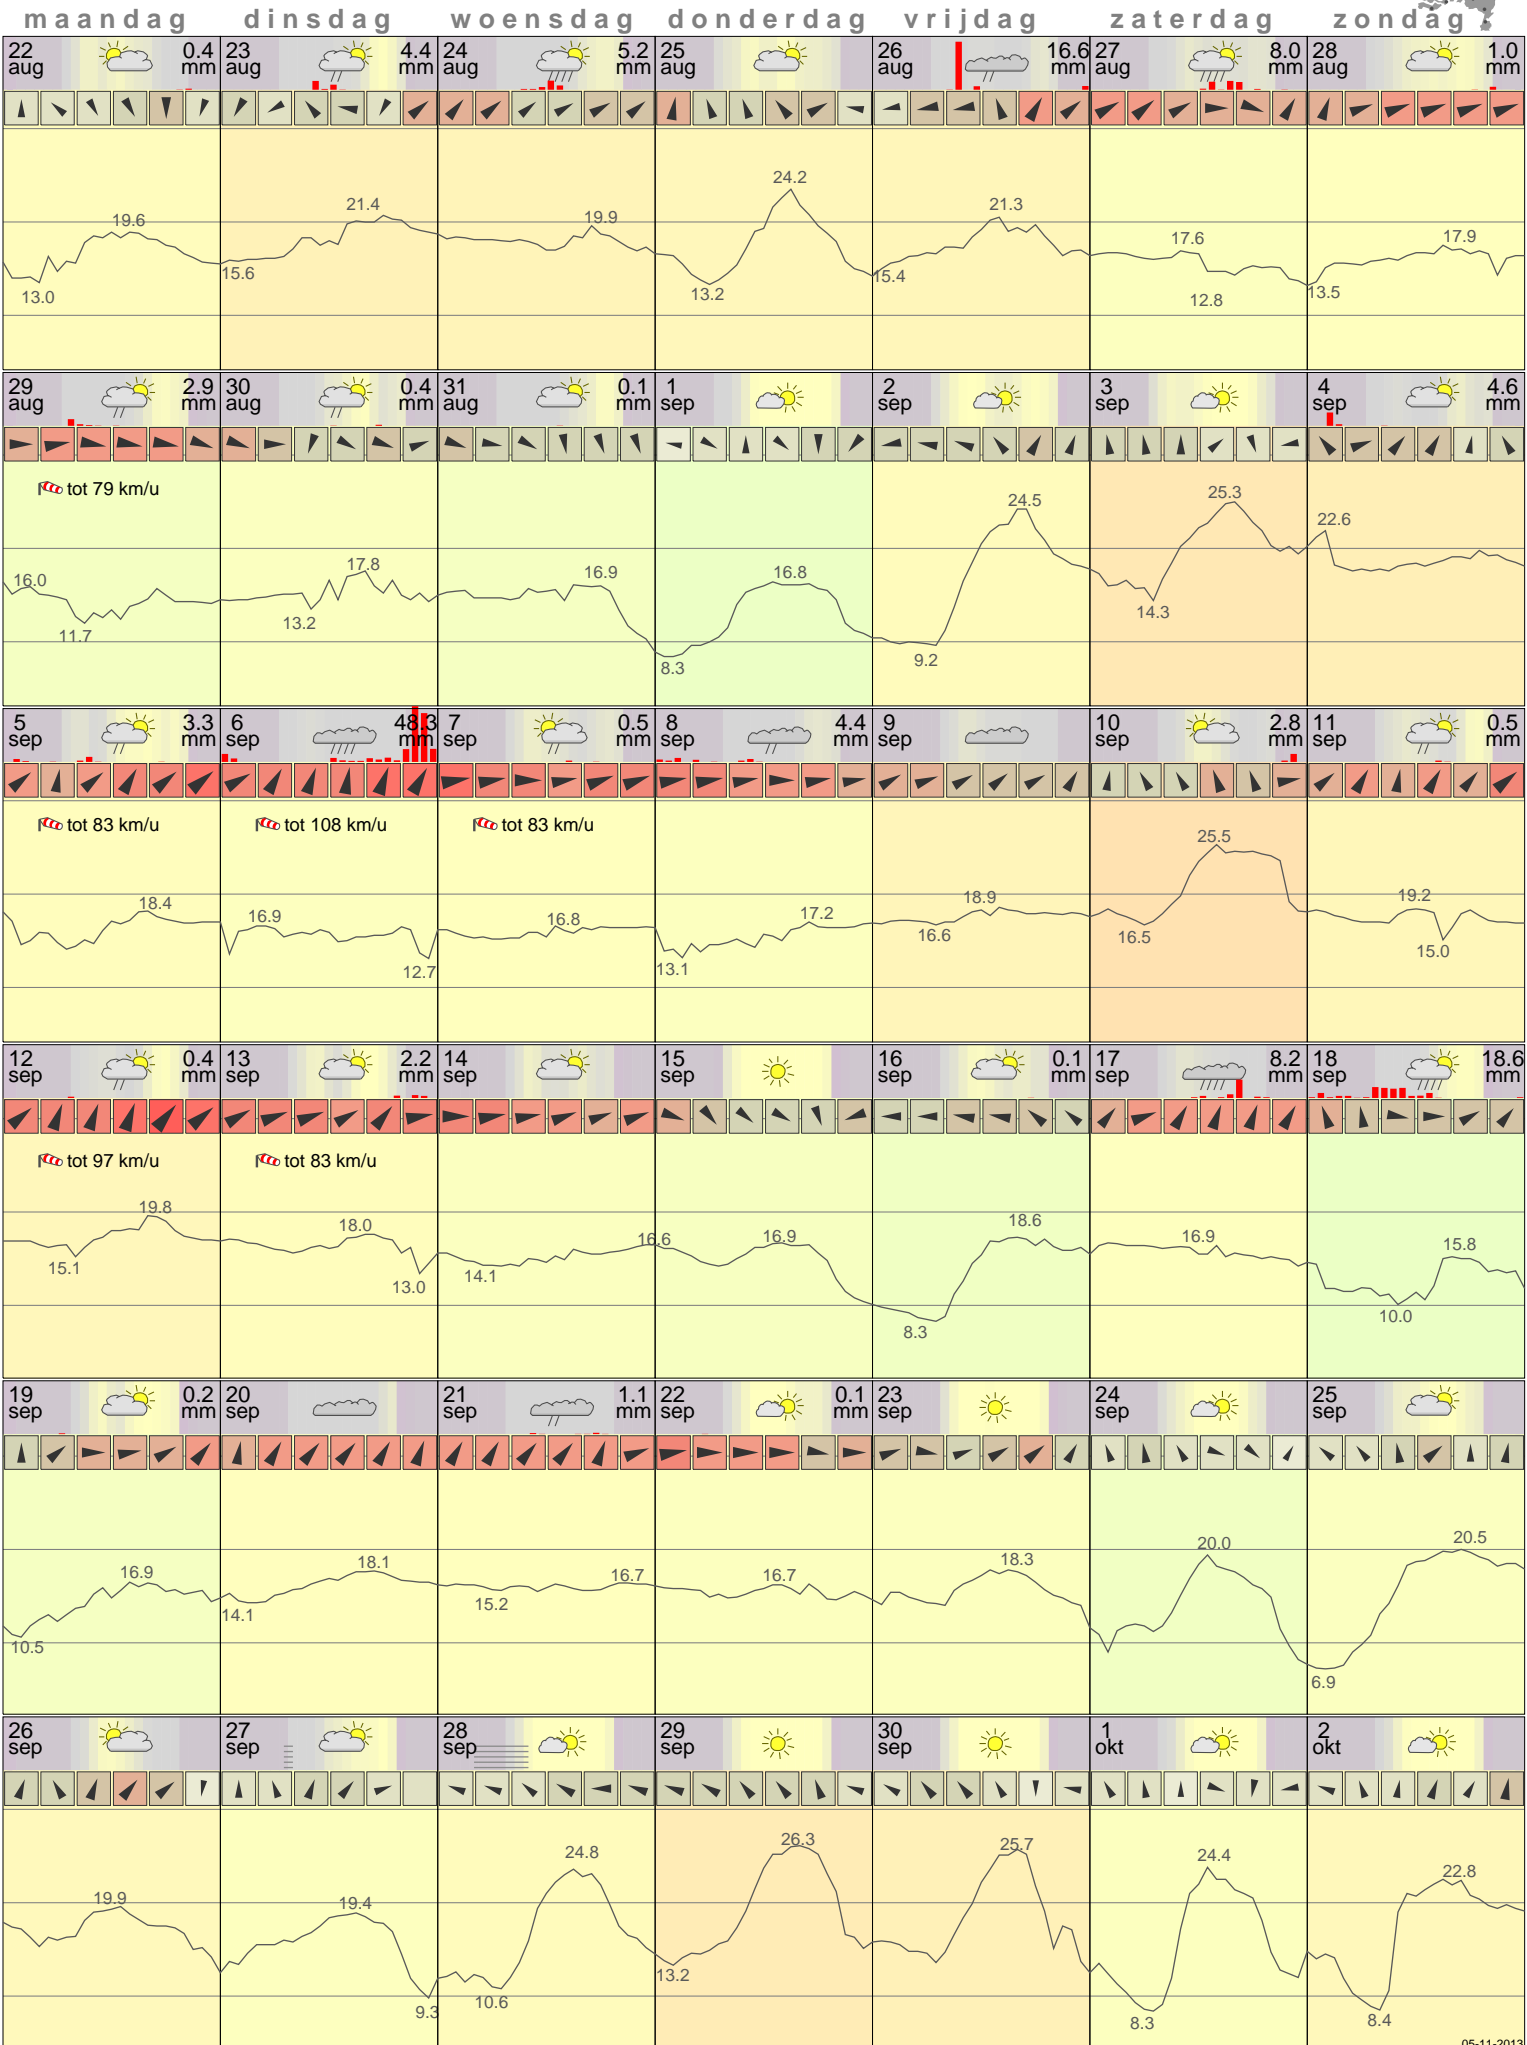 maandag dinsdag woensdag donderdag vrijdag zaterdag zondag
22 0.4 23 4.4 24 5.2 25 26 16.6 27 8.0 28 1.0
aug mm aug mm aug mm aug aug mm aug mm aug mm
24.2
19.6 21.4 19.9 21.3 17.6 17.9
13.0 15.6 13.2 15.4 12.8 13.5
29 2.9 30 0.4 31 0.1 1 2 3 4 4.6
aug mm aug mm aug mm sep sep sep sep mm
tot 79 km/u
24.5 25.3 22.6
16.0 17.8 16.9 16.8
11.7 13.2 8.3 9.2 14.3
5 3.3 6 48.3 7 0.5 8 4.4 9 10 2.8 11 0.5
sep mm sep mm sep mm sep mm sep sep mm sep mm
tot 83 km/u tot 108 km/u tot 83 km/u
25.5
18.4 16.9 16.8 17.2 18.9 19.2
12.7 13.1 16.6 16.5 15.0
12 0.4 13 2.2 14 15 16 0.1 17 8.2 18 18.6
sep mm sep mm sep sep sep mm sep mm sep mm
tot 97 km/u tot 83 km/u
19.8 18.0 16.6 16.9 18.6 16.9 15.8
15.1 13.0 14.1 8.3 10.0
19 0.2 20 21 1.1 22 0.1 23 24 25
sep mm sep sep mm sep mm sep sep sep
16.9 18.1 16.7 16.7 18.3 20.0 20.5
10.5 14.1 15.2 6.9
26 27 28 29 30 1 2
sep sep sep sep sep okt okt
19.9 19.4 24.8 26.3 25.7 24.4 22.8
9.3 10.6 13.2 8.3 8.4
05-11-2013